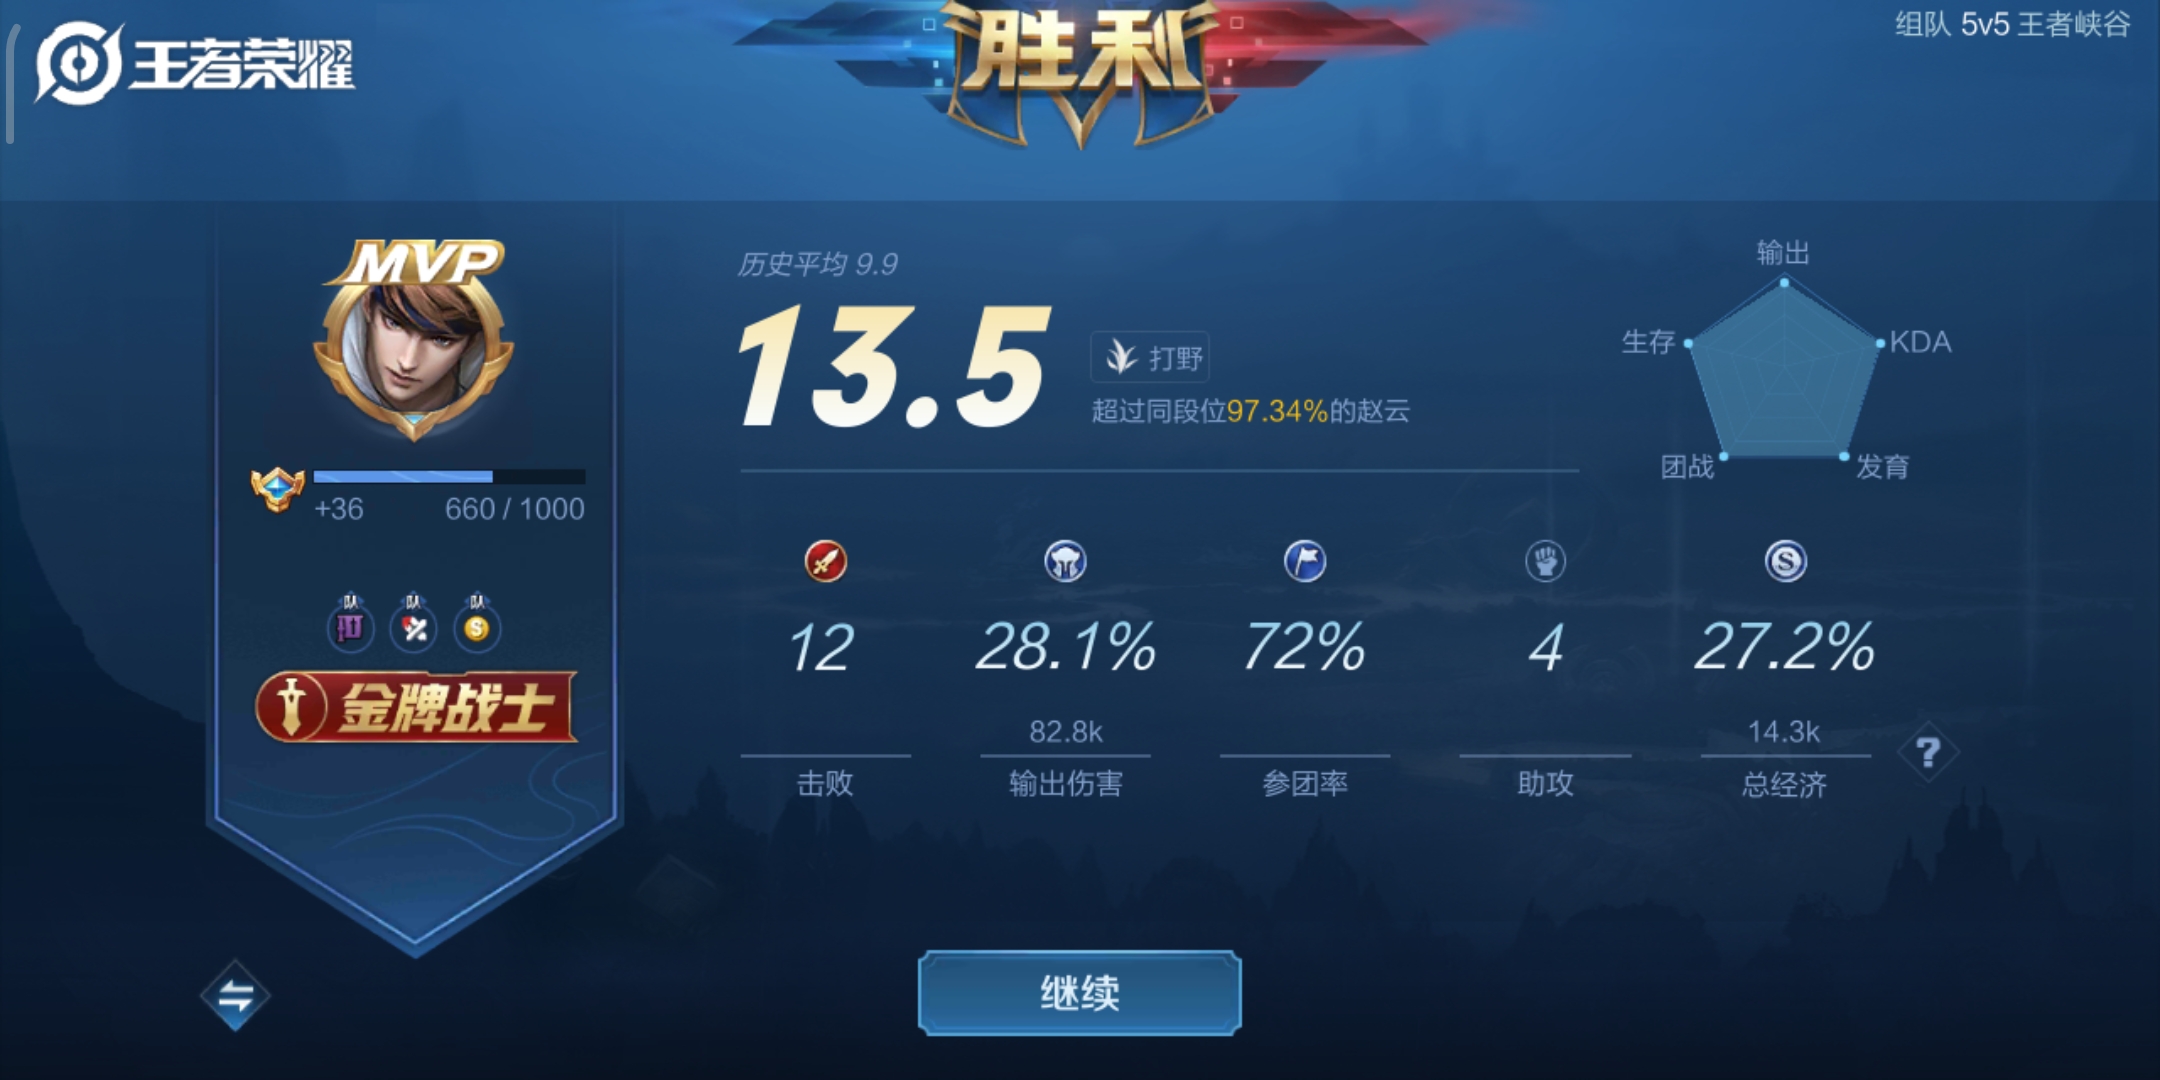 王者荣耀
胜利
组队 5v5 王者峡谷
MVP
+36
660 / 1000
队 队 队
金牌战士
历史平均 9.9
13.5
打野
超过同段位97.34%的赵云
输出
生存
KDA
团战
发育
12
28.1%
72%
4
27.2%
82.8k
14.3k
击败
输出伤害
参团率
助攻
总经济
?
继续